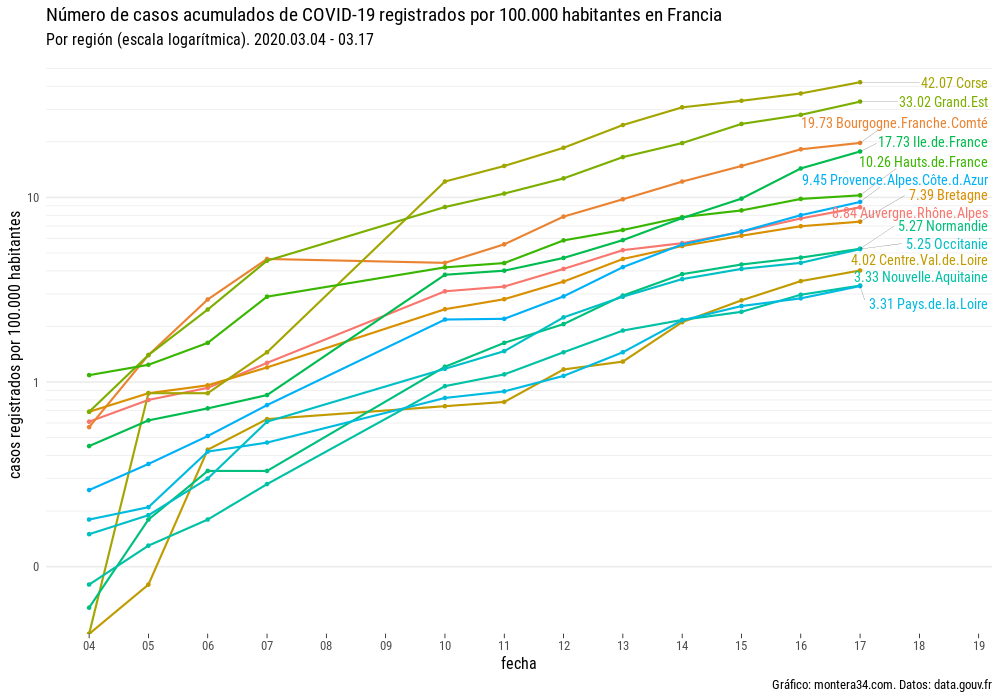 Número de casos acumulados de COVID-19 registrados por 100.000 habitantes en Francia
Por región (escala logarítmica). 2020.03.04 - 03.17
casos registrados por 100.000 habitantes
10
1
0
42.07 Corse
33.02 Grand.Est
19.73 Bourgogne.Franche.Comté
17.73 Ile.de.France
10.26 Hauts.de.France
9.45 Provence.Alpes.Côte.d.Azur
7.39 Bretagne
8.84 Auvergne.Rhône.Alpes
5.27 Normandie
5.25 Occitanie
4.02 Centre.Val.de.Loire
3.33 Nouvelle.Aquitaine
3.31 Pays.de.la.Loire
04 05 06 07 08 09 10 11 12 13 14 15 16 17 18 19
fecha
Gráfico: montera34.com. Datos: data.gouv.fr